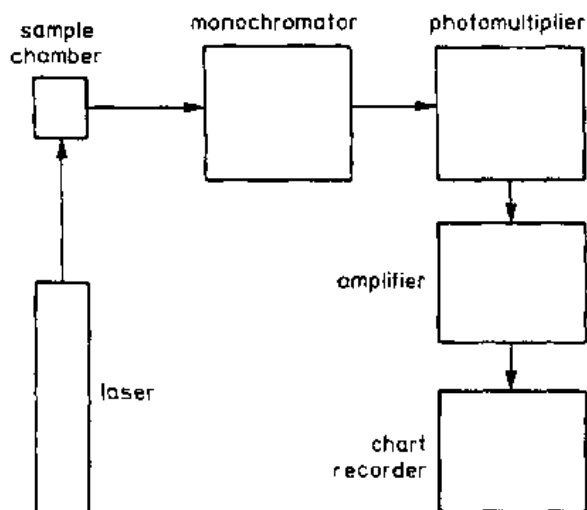 sample
chamber
monochromator
photomultiplier
amplifier
laser
chart
recorder